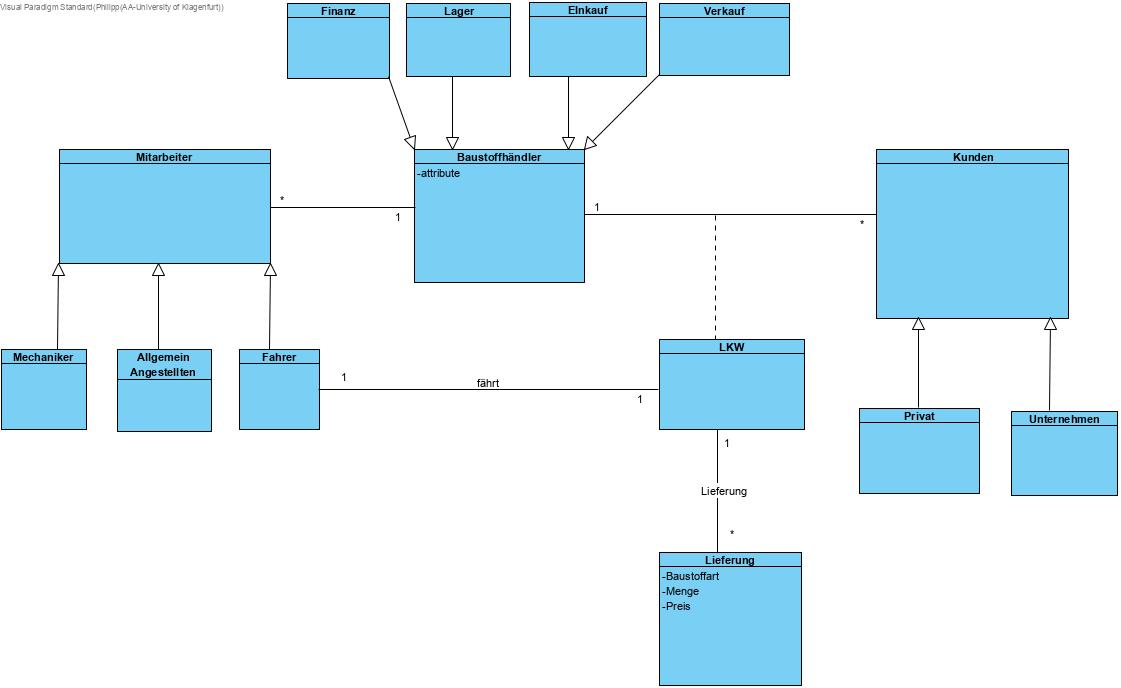 Visual Paradigm Standard(Philipp(AA-University of Klagenfurt))
Finanz
Lager
EInkauf
Verkauf
Mitarbeiter
Baustoffhändler
-attribute
Kunden
*
1
1
*
Mechaniker
Allgemein
Angestellten
Fahrer
LKW
1
fährt
1
Privat
Unternehmen
1
Lieferung
*
Lieferung
-Baustoffart
-Menge
-Preis